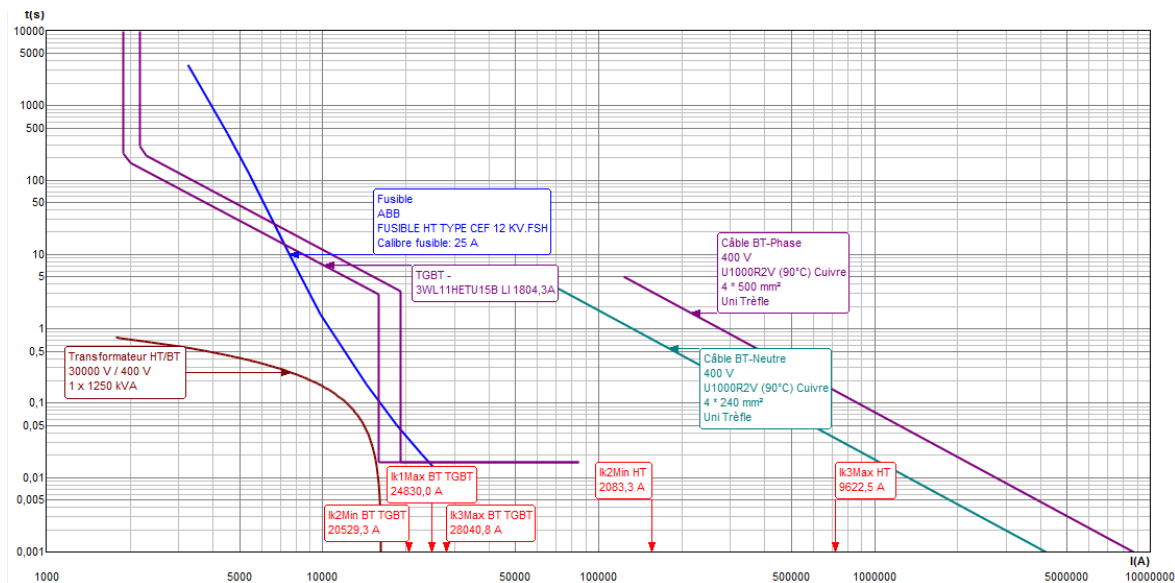 t(s)
10000
5000
1000
500
100
50
10
5
1
0,5
0,1
0,05
0,01
0,005
0,001
Fusible
ABB
FUSIBLE HT TYPE CEF 12 KV.FSH
Calibre fusible: 25 A
TGBT -
3WL11HETU15B LI 1804,3A
Câble BT-Phase
400 V
U1000R2V (90°C) Cuivre
4 * 500 mm²
Uni Trèfle
Transformateur HT/BT
30000 V / 400 V
1 x 1250 kVA
Câble BT-Neutre
400 V
U1000R2V (90°C) Cuivre
4 * 240 mm²
Uni Trèfle
Ik1Max BT TGBT
24830,0 A
Ik2Min HT
2083,3 A
Ik3Max HT
9622,5 A
Ik2Min BT TGBT
20529,3 A
Ik3Max BT TGBT
28040,8 A
I(A)
1000
5000
10000
50000
100000
500000
1000000
5000000
10000000